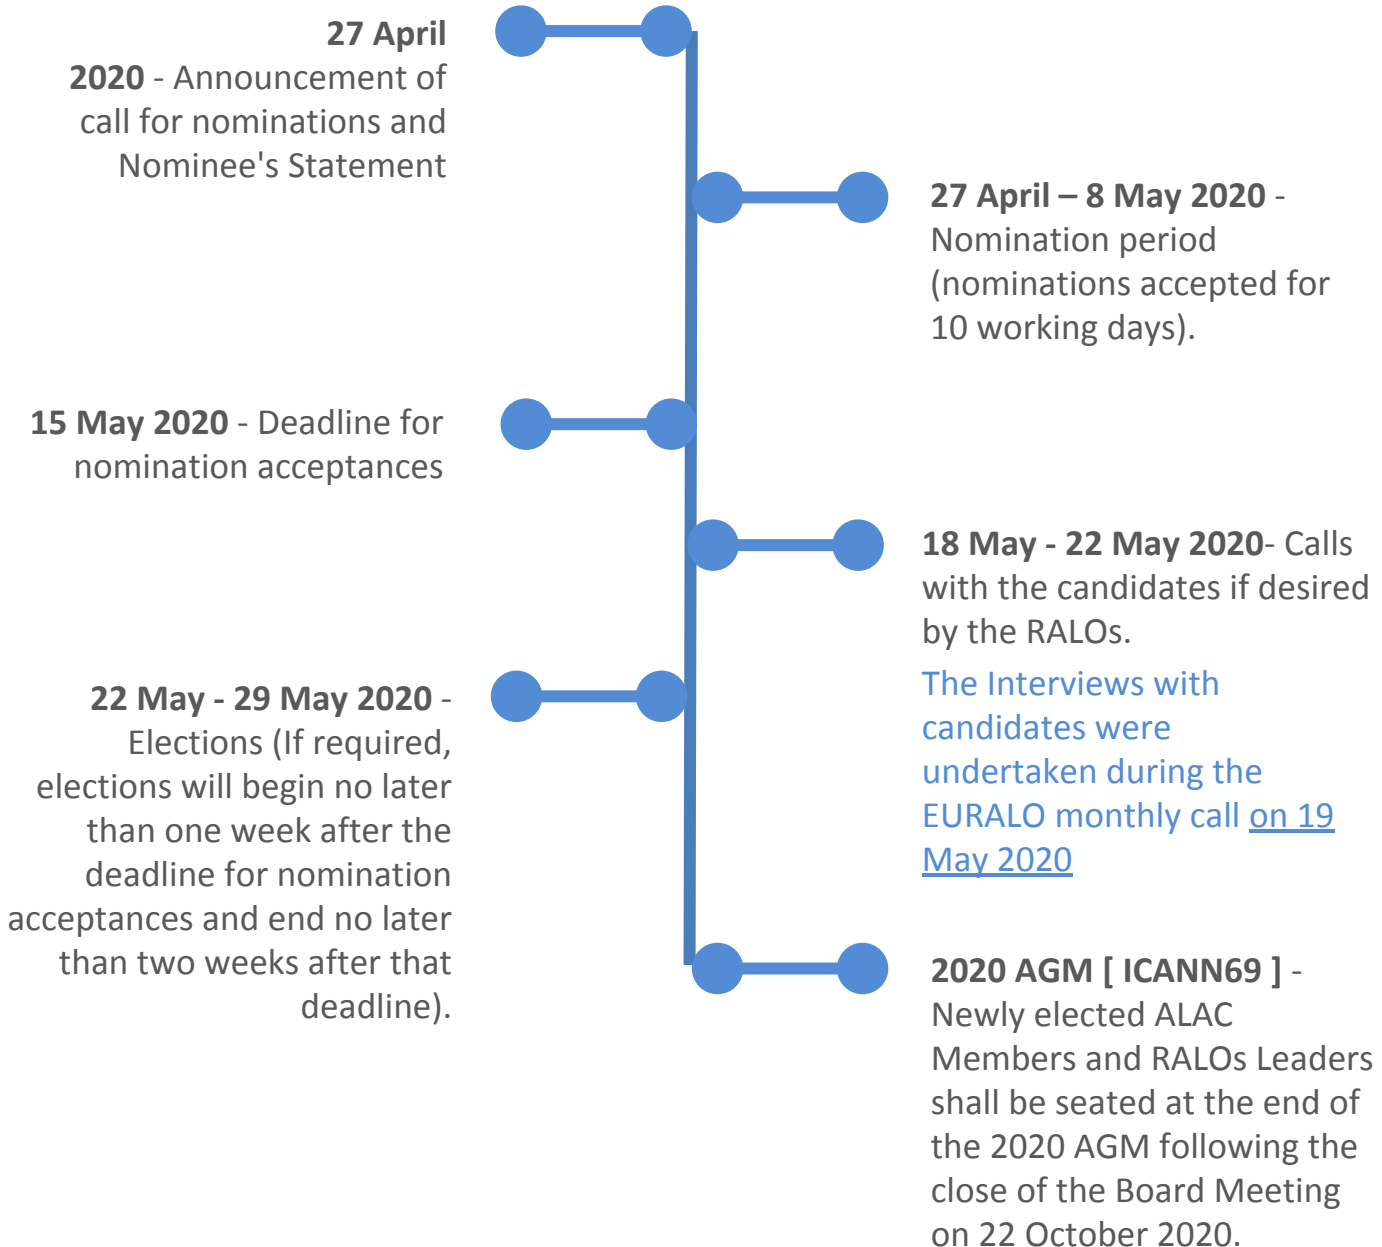 27 April
2020 - Announcement of
call for nominations and
Nominee's Statement
27 April – 8 May 2020 -
Nomination period
(nominations accepted for
10 working days).
15 May 2020 - Deadline for
nomination acceptances
18 May - 22 May 2020- Calls
with the candidates if desired
by the RALOs.
The Interviews with
candidates were
undertaken during the
EURALO monthly call on 19
May 2020
22 May - 29 May 2020 -
Elections (If required,
elections will begin no later
than one week after the
deadline for nomination
acceptances and end no later
than two weeks after that
deadline).
2020 AGM [ ICANN69 ] -
Newly elected ALAC
Members and RALOs Leaders
shall be seated at the end of
the 2020 AGM following the
close of the Board Meeting
on 22 October 2020.